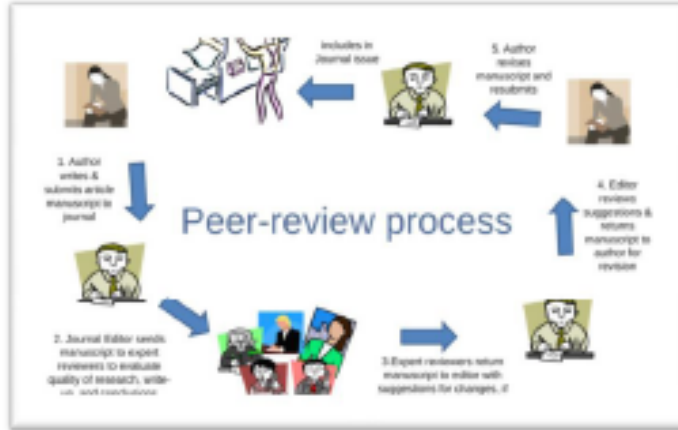 Peer-review process
1. Author
writes &
submits article
manuscript to
journal
2. Journal Editor sends
manuscript to expert
reviewers to evaluate
quality of research, write-
up, and conclusions
3.Expert reviewers return
manuscript to editor with
suggestions for changes, if
4. Editor
reviews
suggestions &
returns
manuscript to
author for
revision
5. Author
revises
manuscript and
resubmits
includes in
Journal issue